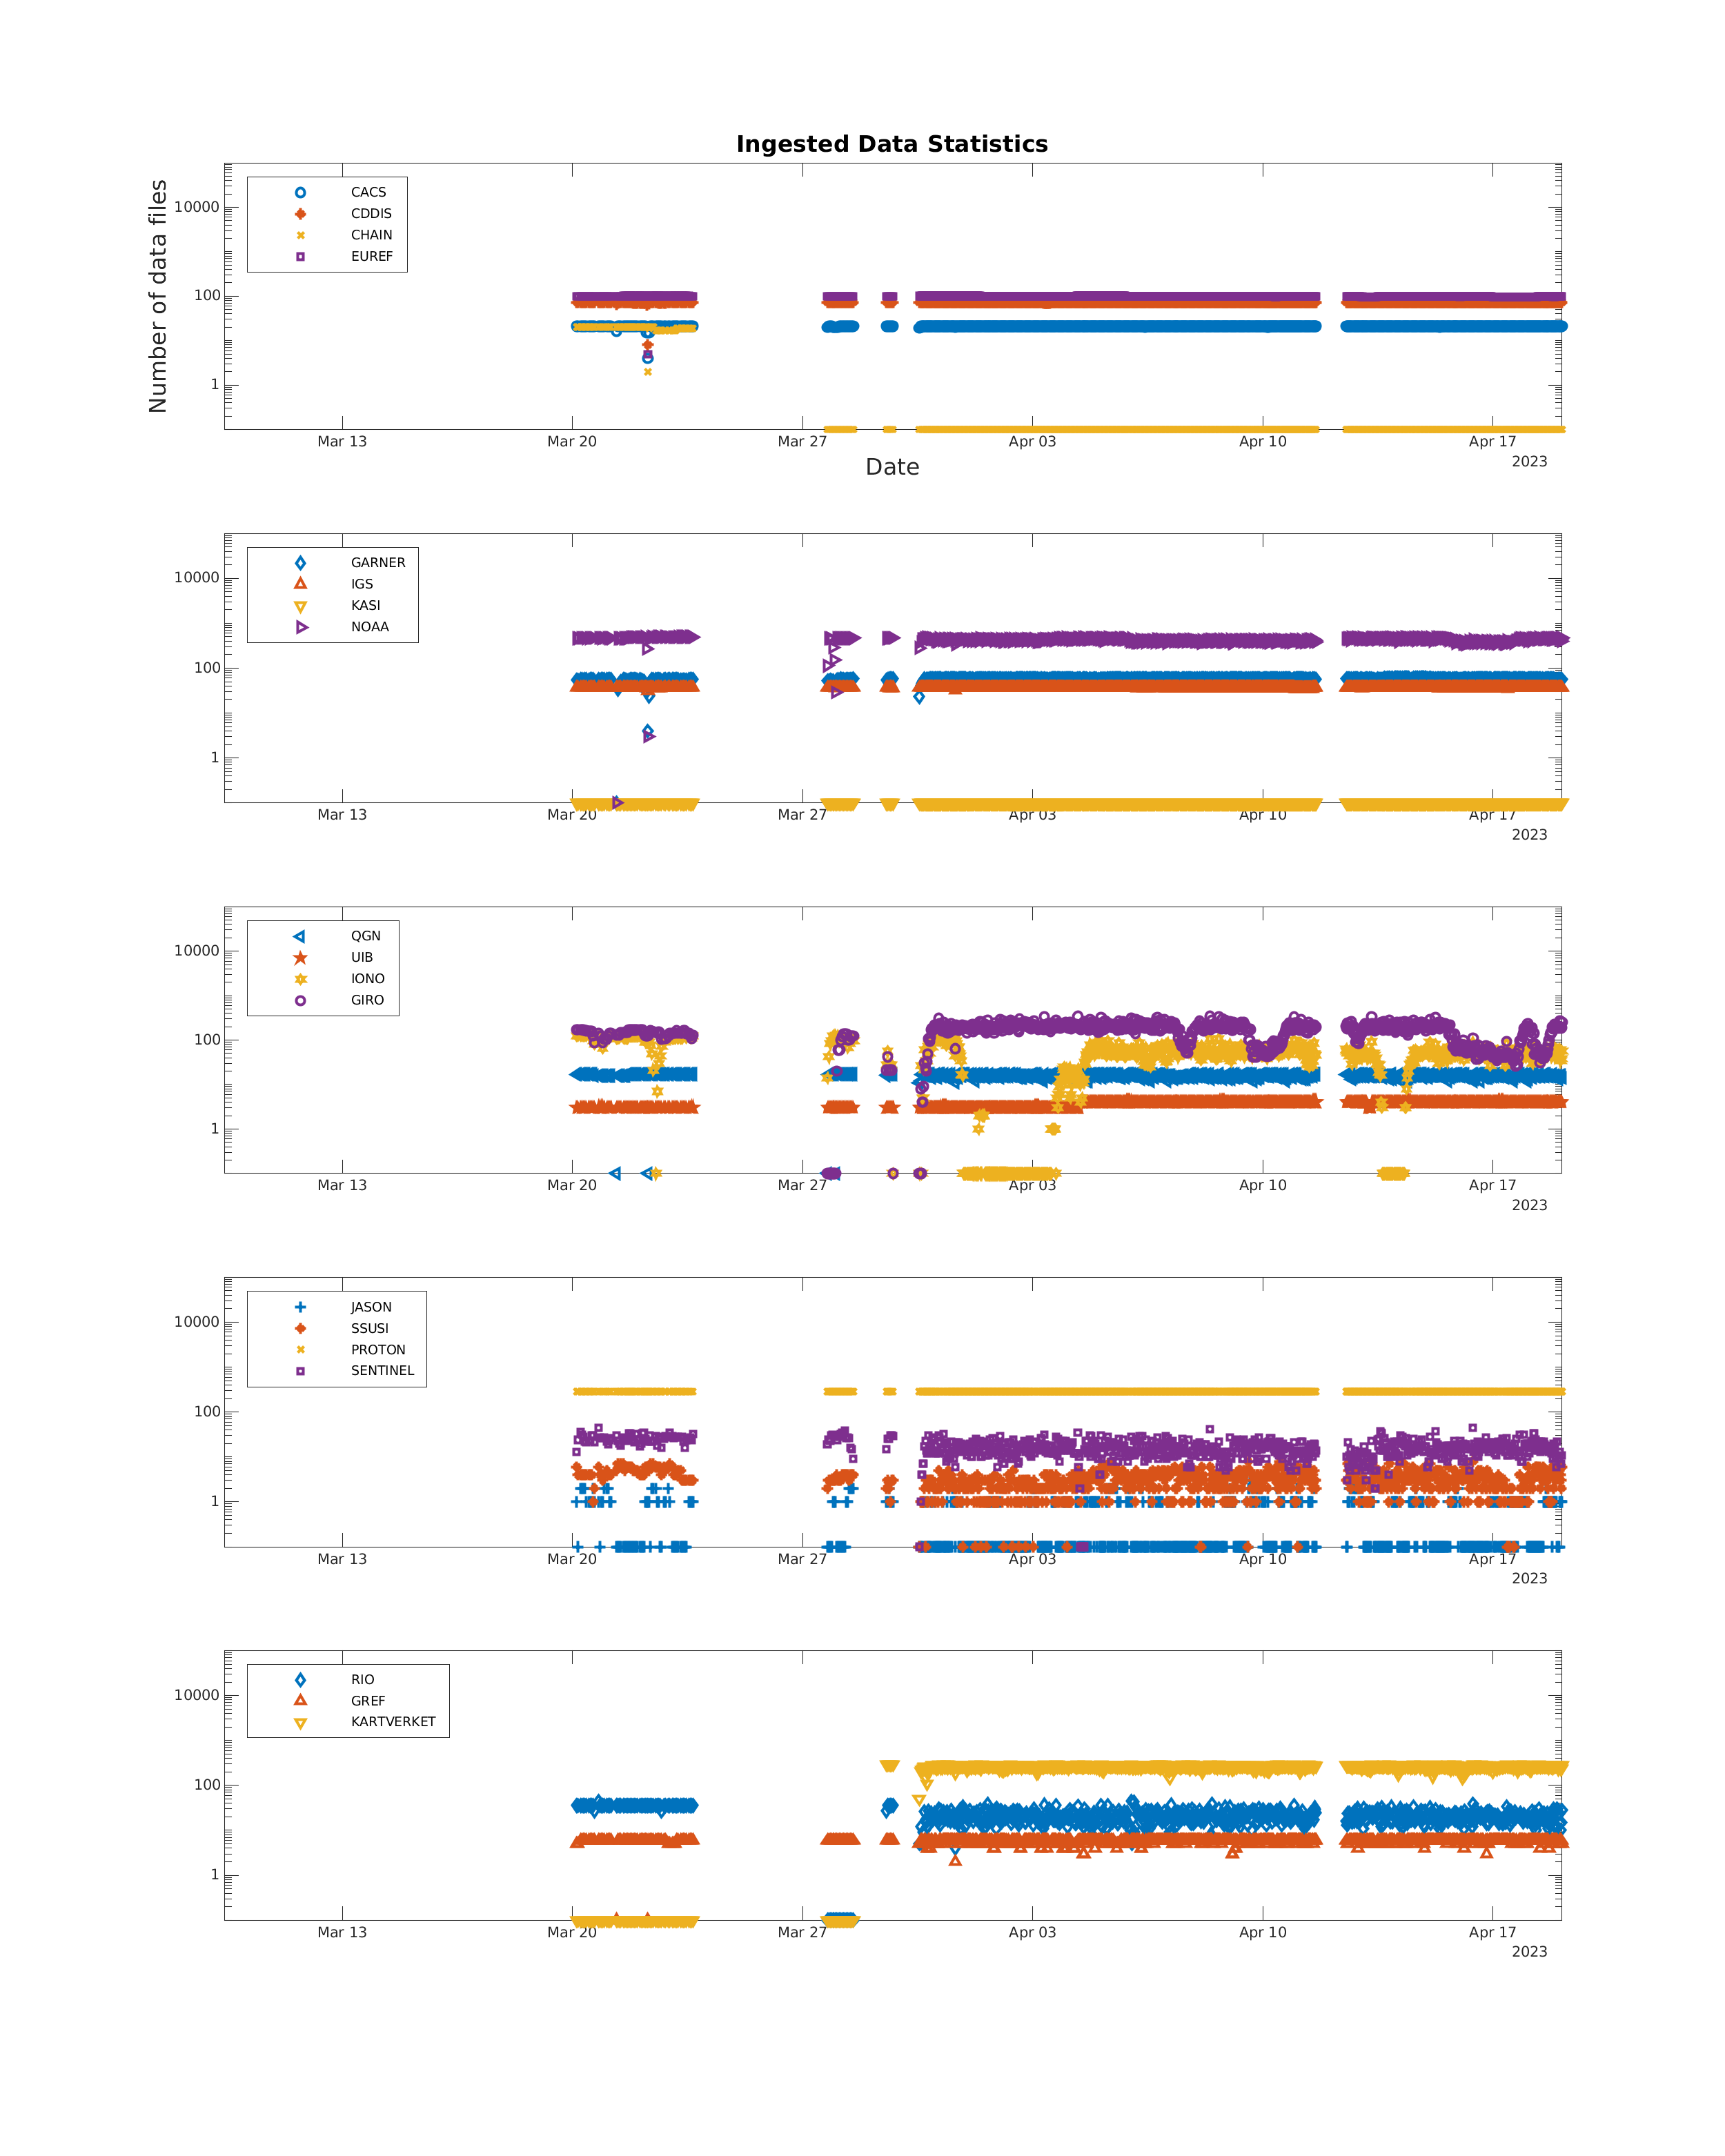 Ingested Data Statistics
Number of data files
CACS
CDDIS
CHAIN
EUREF
10000
100
1
Mar 13 Mar 20 Mar 27 Apr 03 Apr 10 Apr 17
2023
Date
GARNER
IGS
KASI
NOAA
10000
100
1
Mar 13 Mar 20 Mar 27 Apr 03 Apr 10 Apr 17
2023
QGN
UIB
IONO
GIRO
10000
100
1
Mar 13 Mar 20 Mar 27 Apr 03 Apr 10 Apr 17
2023
JASON
SSUSI
PROTON
SENTINEL
10000
100
1
Mar 13 Mar 20 Mar 27 Apr 03 Apr 10 Apr 17
2023
RIO
GREF
KARTVERKET
10000
100
1
Mar 13 Mar 20 Mar 27 Apr 03 Apr 10 Apr 17
2023